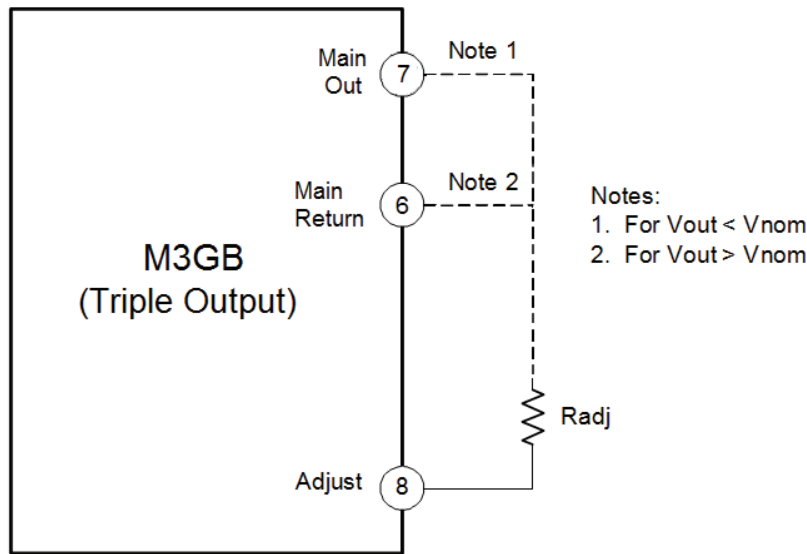 Main
Out
7
Note 1
Main
Return
6
Note 2
Notes:
1. For Vout < Vnom
2. For Vout > Vnom
M3GB
(Triple Output)
Radj
Adjust
8